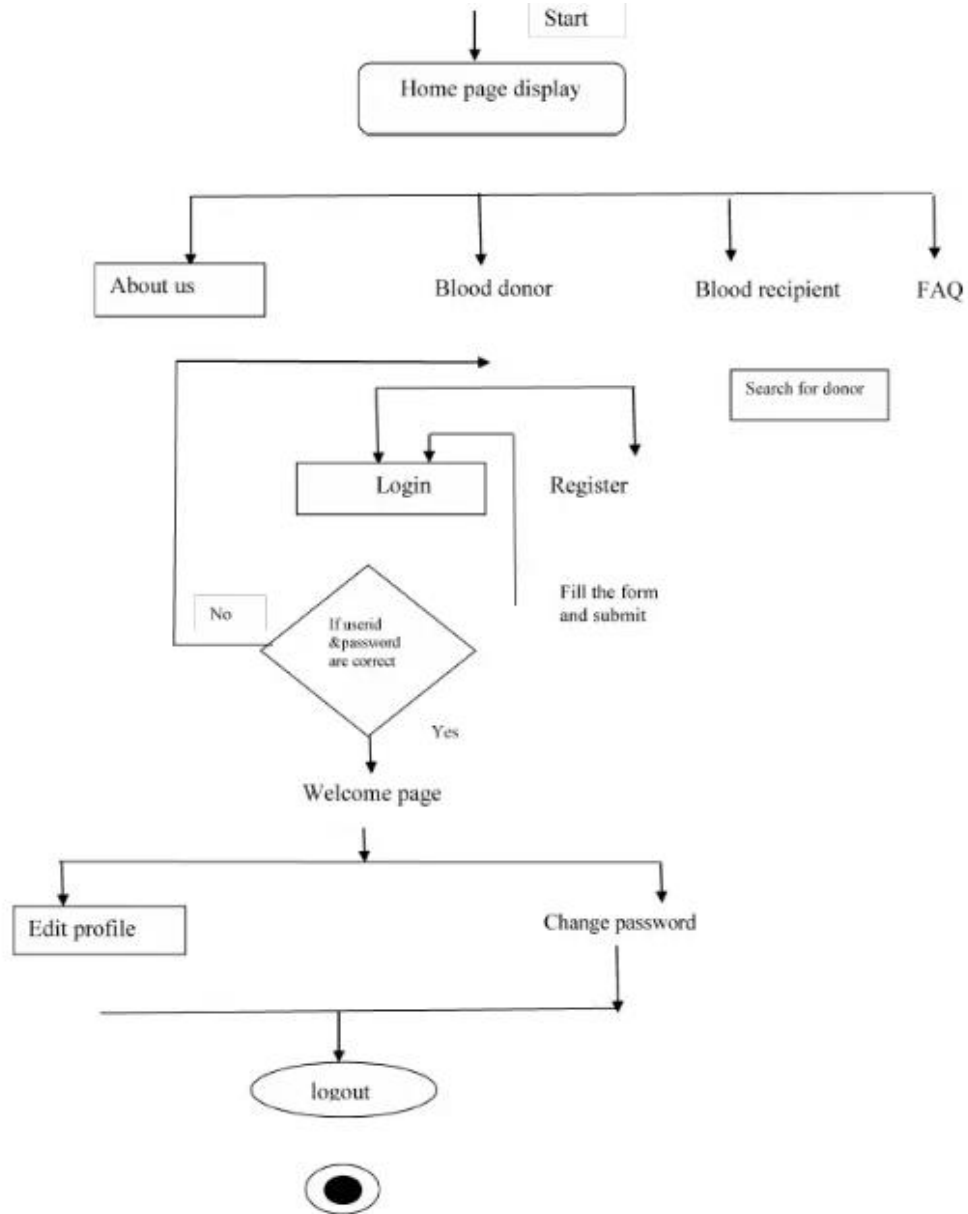 Start
Home page display
About us
Blood donor
Blood recipient
FAQ
Search for donor
Login
Register
Fill the form
and submit
No
If userid
&password
are correct
Yes
Welcome page
Edit profile
Change password
logout